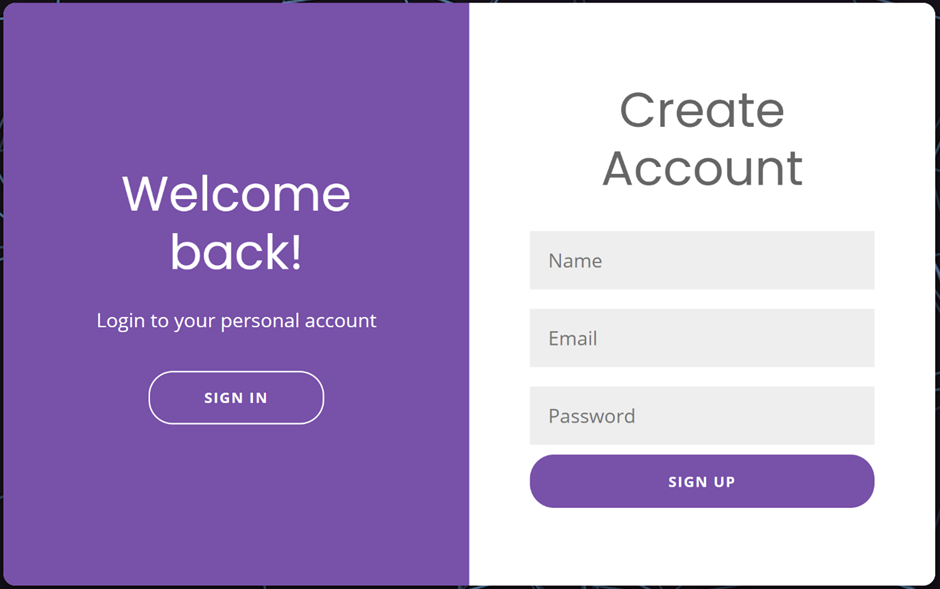 Welcome
back!
Login to your personal account
SIGN IN
Create
Account
Name
Email
Password
SIGN UP